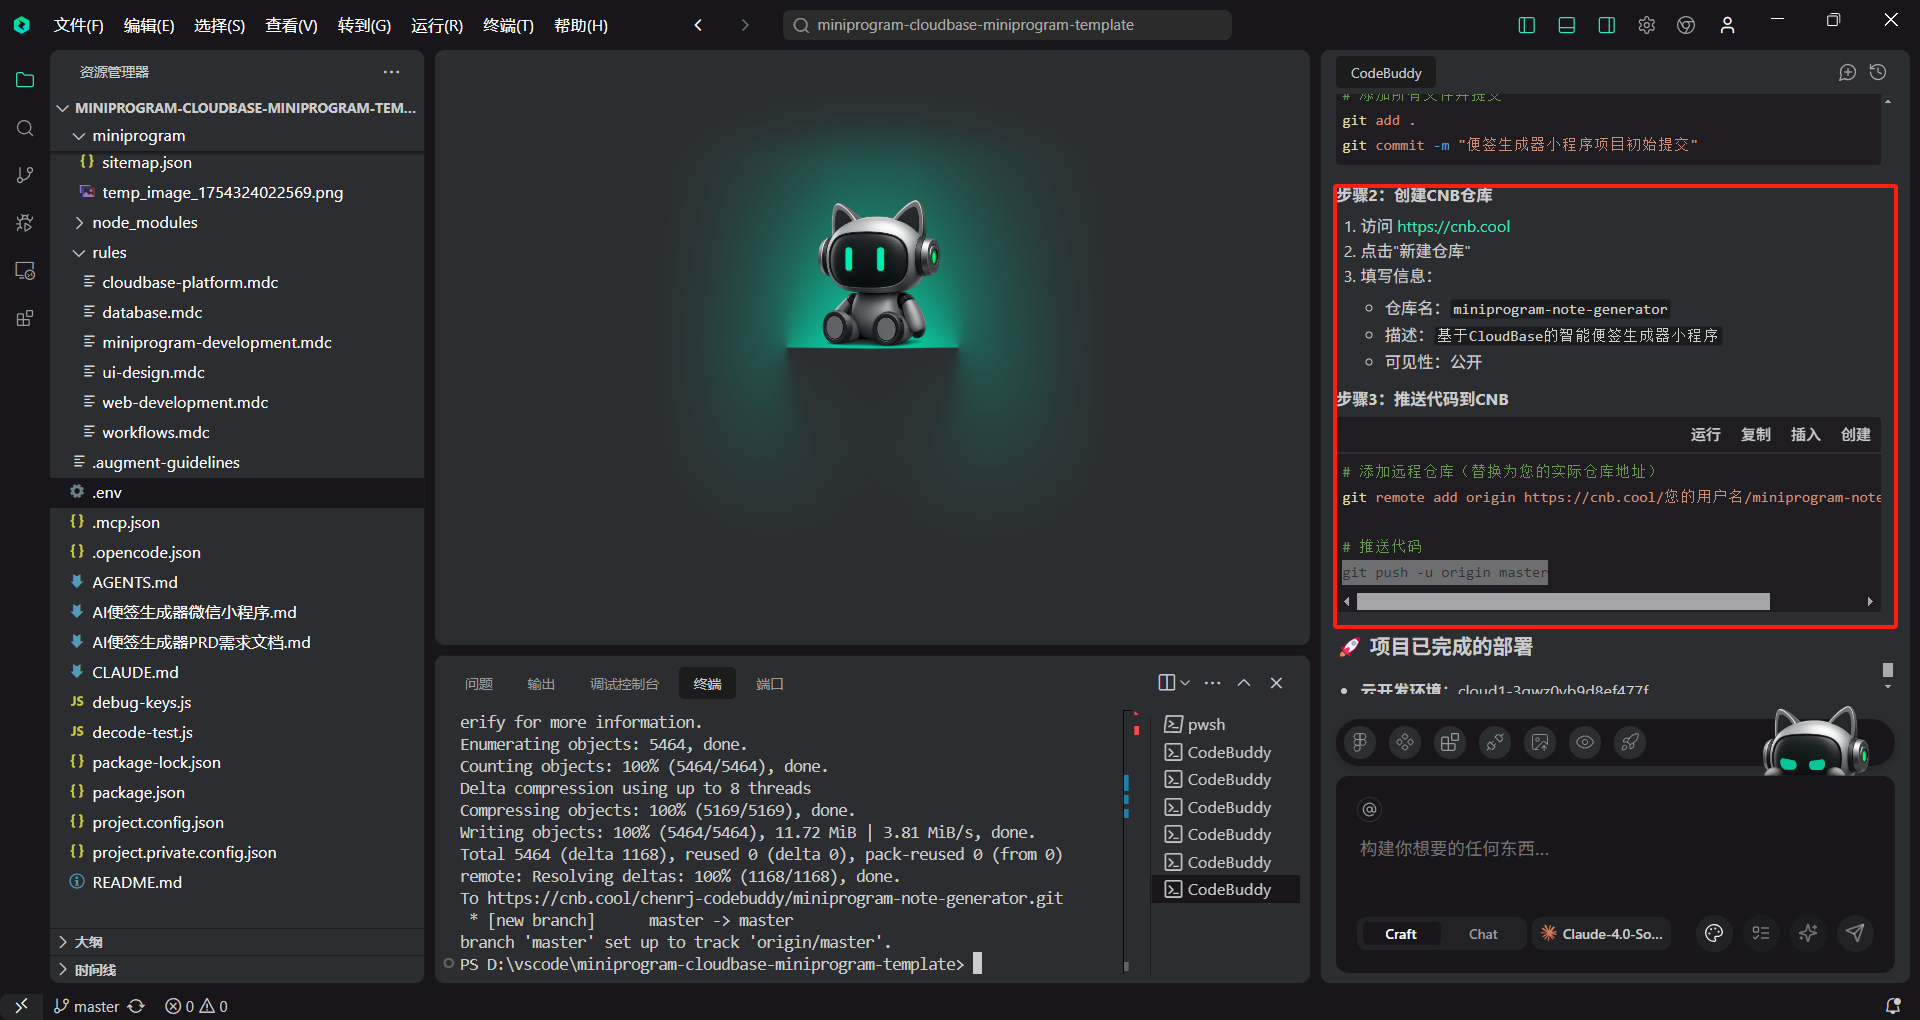 文件(F) 编辑(E) 选择(S) 查看(V) 转到(G) 运行(R) 终端(T) 帮助(H)
miniprogram-cloudbase-miniprogram-template
资源管理器
MINIPROGRAM-CLOUDBASE-MINIPROGRAM-TEM...
miniprogram
sitemap.json
temp_image_1754324022569.png
node_modules
rules
cloudbase-platform.mdc
database.mdc
miniprogram-development.mdc
ui-design.mdc
web-development.mdc
workflows.mdc
.augment-guidelines
.env
.mcp.json
.opencode.json
AGENTS.md
AI便签生成器微信小程序.md
AI便签生成器PRD需求文档.md
CLAUDE.md
debug-keys.js
decode-test.js
package-lock.json
package.json
project.config.json
project.private.config.json
README.md
大纲
时间线
问题 输出 调试控制台 终端 端口
erify for more information.
Enumerating objects: 5464, done.
Counting objects: 100% (5464/5464), done.
Delta compression using up to 8 threads
Compressing objects: 100% (5169/5169), done.
Writing objects: 100% (5464/5464), 11.72 MiB | 3.81 MiB/s, done.
Total 5464 (delta 1168), reused 0 (delta 0), pack-reused 0 (from 0)
remote: Resolving deltas: 100% (1168/1168), done.
To https://cnb.cool/chenrj-codebuddy/miniprogram-note-generator.git
* [new branch] master -> master
branch 'master' set up to track 'origin/master'.
PS D:\vscode\miniprogram-cloudbase-miniprogram-template>
pwsh
CodeBuddy
CodeBuddy
CodeBuddy
CodeBuddy
CodeBuddy
CodeBuddy
CodeBuddy
# 添加所有文件并提交
git add .
git commit -m "便签生成器小程序项目初始提交"
步骤2：创建CNB仓库
1. 访问 https://cnb.cool
2. 点击"新建仓库"
3. 填写信息：
仓库名： miniprogram-note-generator
描述： 基于CloudBase的智能便签生成器小程序
可见性：公开
步骤3：推送代码到CNB
运行 复制 插入 创建
# 添加远程仓库（替换为您的实际仓库地址）
git remote add origin https://cnb.cool/您的用户名/miniprogram-note
# 推送代码
git push -u origin master
🚀 项目已完成的部署
云开发环境：cloud1-3gwz0vb9d8ef477f
@
构建你想要的任何东西...
Craft Chat Claude-4.0-So...
master 0 0